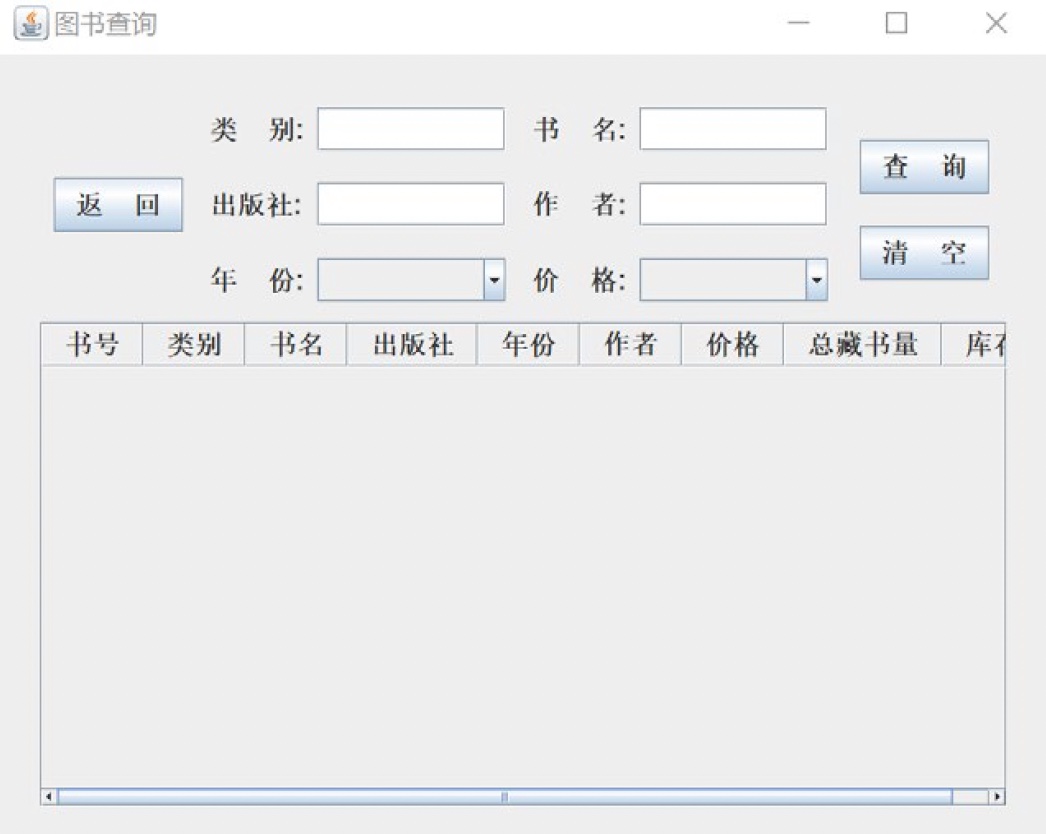 图书查询
类 别: 书 名:
查 询
返 回 出版社: 作 者:
清 空
年 份: 价 格:
书号 类别 书名 出版社 年份 作者 价格 总藏书量 库